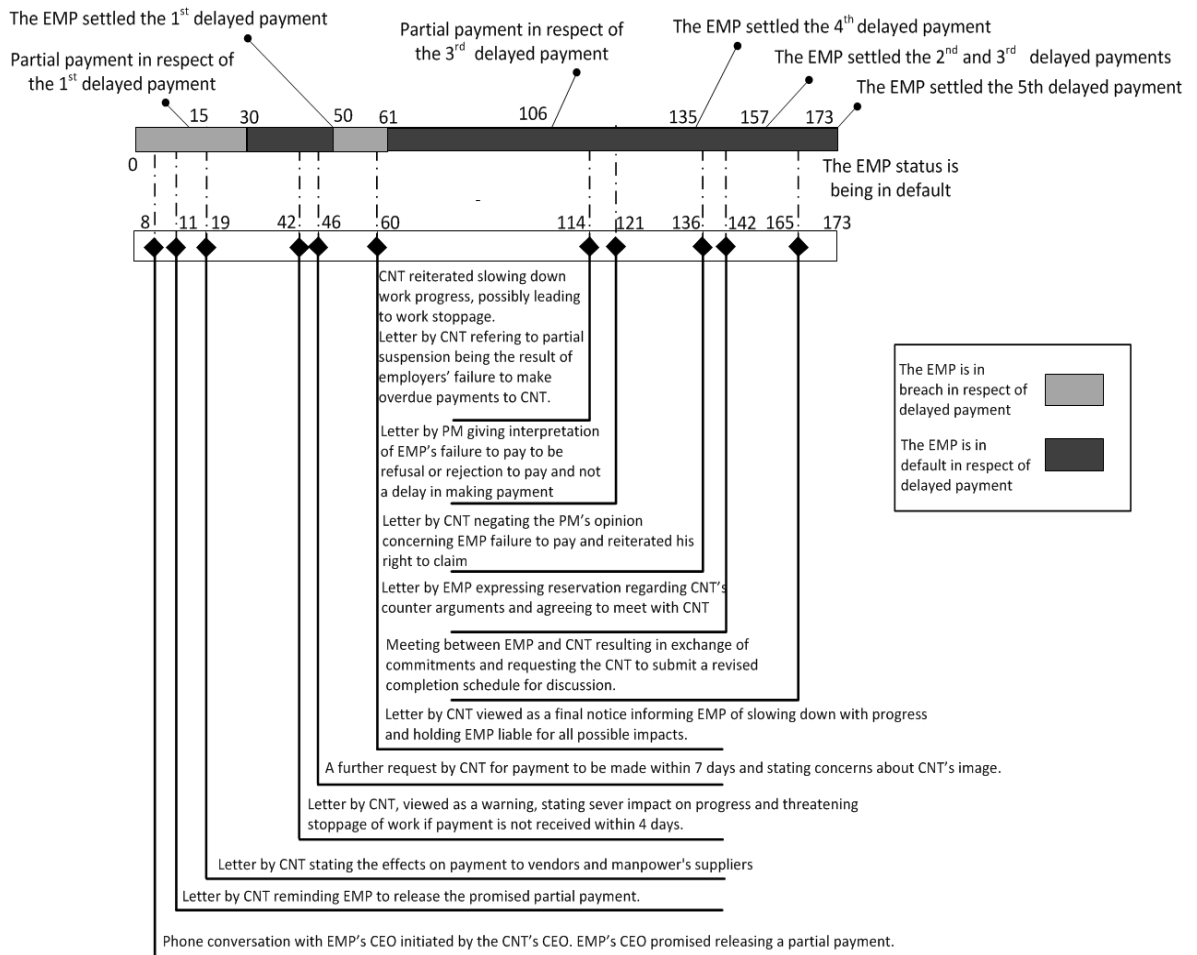 The EMP settled the 1st delayed payment
Partial payment in respect of
the 1st delayed payment
Partial payment in respect of
the 3rd delayed payment
The EMP settled the 4th delayed payment
The EMP settled the 2nd and 3rd delayed payments
The EMP settled the 5th delayed payment
15 30 50 61 106 135 157 173
0
The EMP status is
being in default
8 11 19 42 46 60 114 121 136 142 165 173
CNT reiterated slowing down
work progress, possibly leading
to work stoppage.
Letter by CNT refering to partial
suspension being the result of
employers' failure to make
overdue payments to CNT.
Letter by PM giving interpretation
of EMP's failure to pay to be
refusal or rejection to pay and not
a delay in making payment
Letter by CNT negating the PM's opinion
concerning EMP failure to pay and reiterated his
right to claim
Letter by EMP expressing reservation regarding CNT's
counter arguments and agreeing to meet with CNT
Meeting between EMP and CNT resulting in exchange of
commitments and requesting the CNT to submit a revised
completion schedule for discussion.
Letter by CNT viewed as a final notice informing EMP of slowing down with progress
and holding EMP liable for all possible impacts.
A further request by CNT for payment to be made within 7 days and stating concerns about CNT's image.
Letter by CNT, viewed as a warning, stating sever impact on progress and threatening
stoppage of work if payment is not received within 4 days.
Letter by CNT stating the effects on payment to vendors and manpower's suppliers
Letter by CNT reminding EMP to release the promised partial payment.
Phone conversation with EMP's CEO initiated by the CNT's CEO. EMP's CEO promised releasing a partial payment.
The EMP is in
breach in respect of
delayed payment
The EMP is in
default in respect of
delayed payment